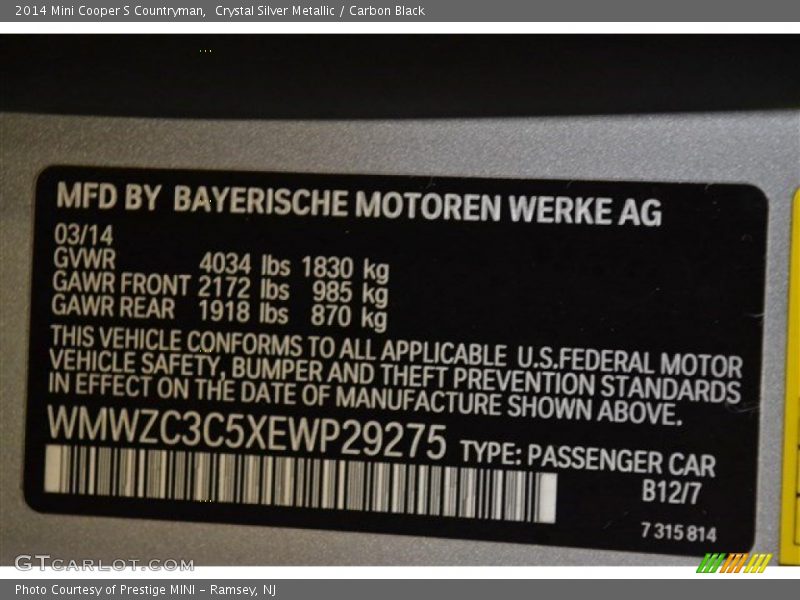 2014 Mini Cooper S Countryman,  Crystal Silver Metallic / Carbon Black
MFD BY BAYERISCHE MOTOREN WERKE AG
03/14
GVWR 4034 lbs 1830 kg
GAWR FRONT 2172 lbs 985 kg
GAWR REAR 1918 lbs 870 kg
THIS VEHICLE CONFORMS TO ALL APPLICABLE U.S.FEDERAL MOTOR
VEHICLE SAFETY, BUMPER AND THEFT PREVENTION STANDARDS
IN EFFECT ON THE DATE OF MANUFACTURE SHOWN ABOVE.
WMWZC3C5XEWP29275 TYPE: PASSENGER CAR
B12/7
7 315 814
GTCARLOT.COM
Photo Courtesy of Prestige MINI - Ramsey, NJ